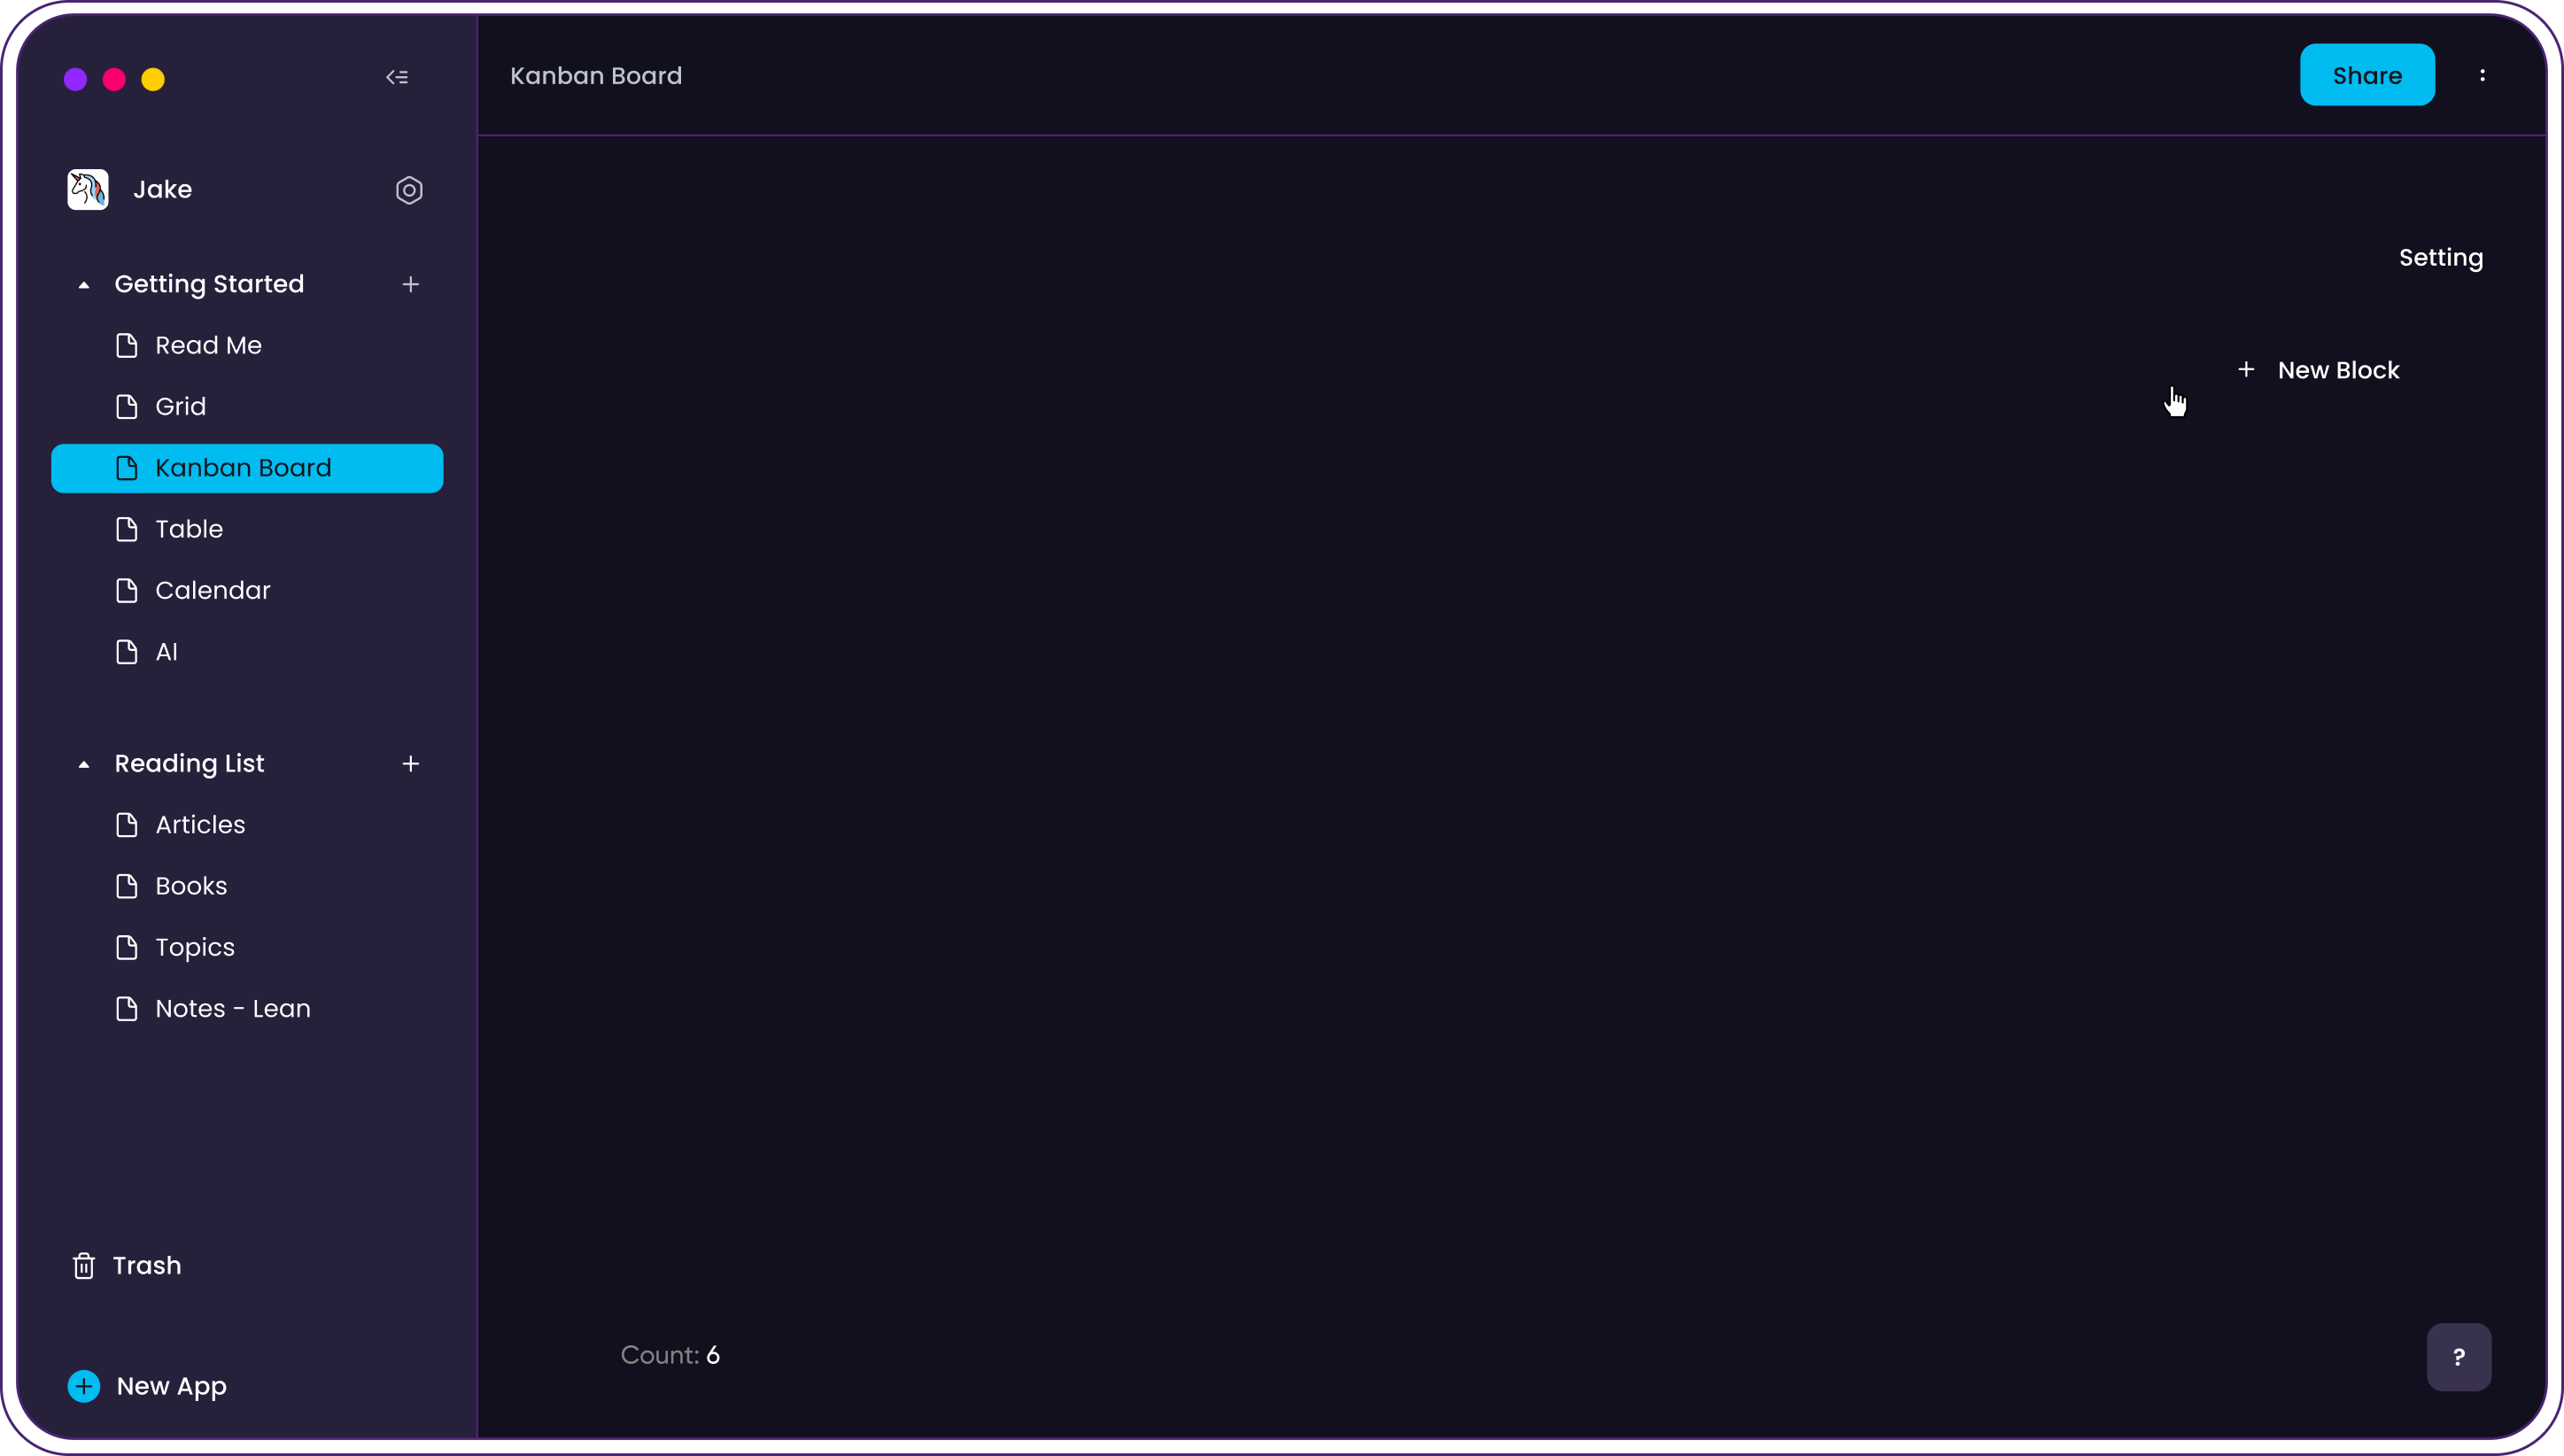 Kanban Board
Share
Jake
Setting
Getting Started
Read Me
New Block
Grid
Kanban Board
Table
Calendar
AI
Reading List
Articles
Books
Topics
Notes - Lean
Trash
Count: 6
?
New App